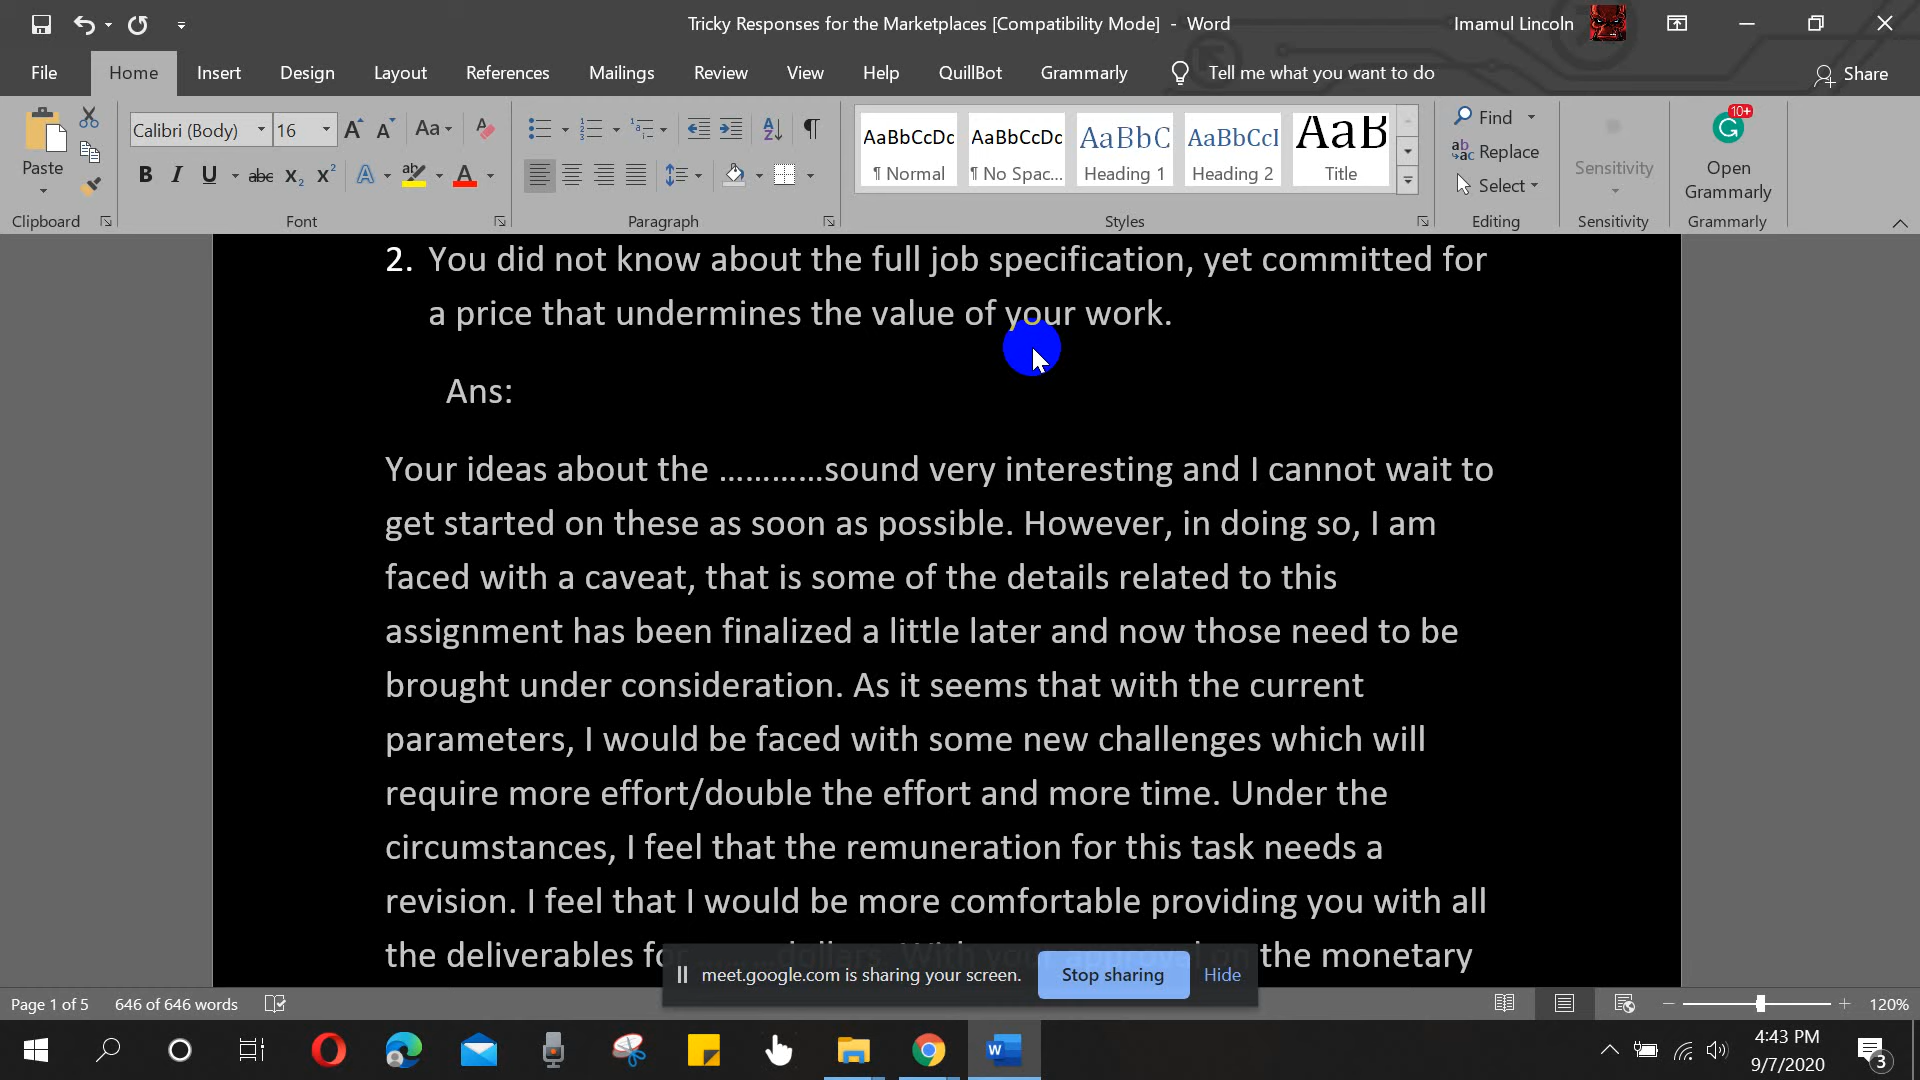 Tricky Responses for the Marketplaces [Compatibility Mode] - Word
Imamul Lincoln
File Home Insert Design Layout References Mailings Review View Help QuillBot Grammarly Tell me what you want to do Share
Paste
Clipboard
Calibri (Body) 16
Aa
B I U abc X₂ X²
Font
Paragraph
AaBbCcDc AaBbCcDc AaBbC AaBbCcI AaB
¶ Normal ¶ No Spac... Heading 1 Heading 2 Title
Styles
Find
Replace
Select
Editing
Sensitivity
Sensitivity
10+
Open
Grammarly
Grammarly
2. You did not know about the full job specification, yet committed for
a price that undermines the value of your work.
Ans:
Your ideas about the ............sound very interesting and I cannot wait to
get started on these as soon as possible. However, in doing so, I am
faced with a caveat, that is some of the details related to this
assignment has been finalized a little later and now those need to be
brought under consideration. As it seems that with the current
parameters, I would be faced with some new challenges which will
require more effort/double the effort and more time. Under the
circumstances, I feel that the remuneration for this task needs a
revision. I feel that I would be more comfortable providing you with all
the deliverables for ........dollars. With your approval on the monetary
meet.google.com is sharing your screen. Stop sharing Hide
Page 1 of 5 646 of 646 words 120%
4:43 PM
9/7/2020
3